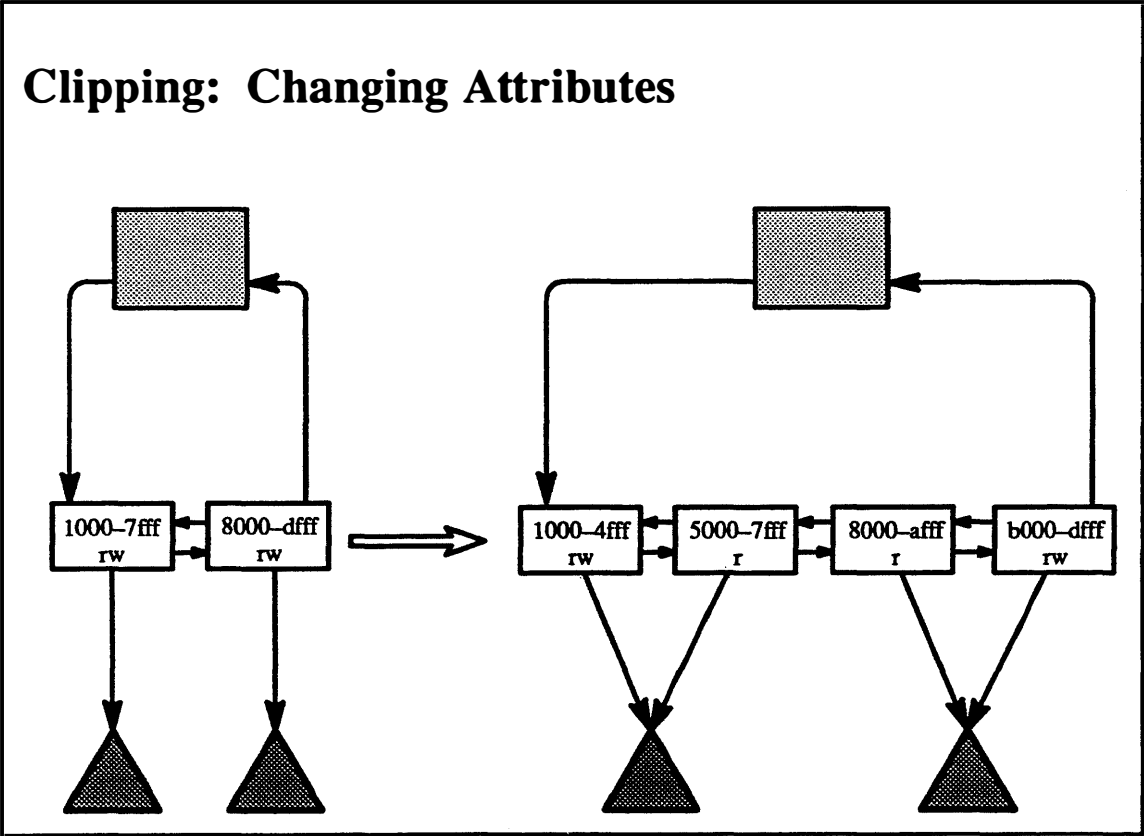 Clipping: Changing Attributes
1000–7fff
rw
8000–dfff
rw
1000–4fff
rw
5000–7fff
r
8000–afff
r
b000–dfff
rw